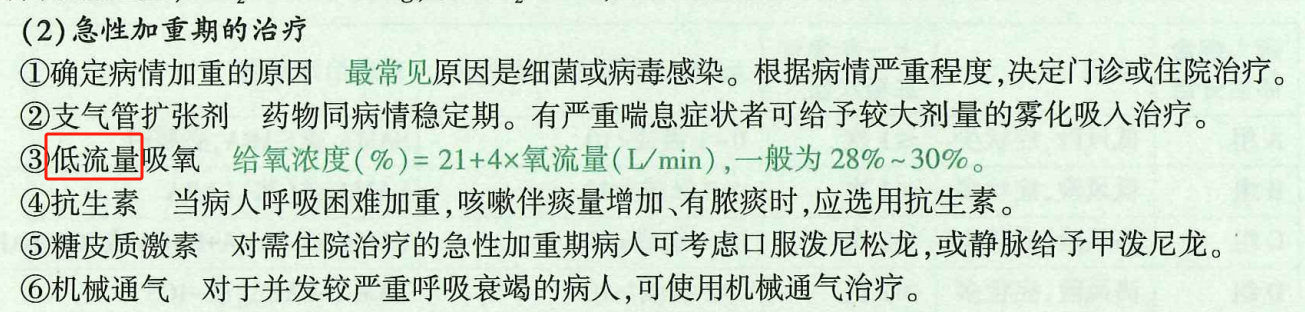 (2)急性加重期的治疗
①确定病情加重的原因 最常见原因是细菌或病毒感染。根据病情严重程度,决定门诊或住院治疗。
②支气管扩张剂 药物同病情稳定期。有严重喘息症状者可给予较大剂量的雾化吸入治疗。
③低流量吸氧 给氧浓度(%)= 21+4×氧流量(L/min),一般为 28%~30%。
④抗生素 当病人呼吸困难加重,咳嗽伴痰量增加、有脓痰时,应选用抗生素。
⑤糖皮质激素 对需住院治疗的急性加重期病人可考虑口服泼尼松龙,或静脉给予甲泼尼龙。
⑥机械通气 对于并发较严重呼吸衰竭的病人,可使用机械通气治疗。